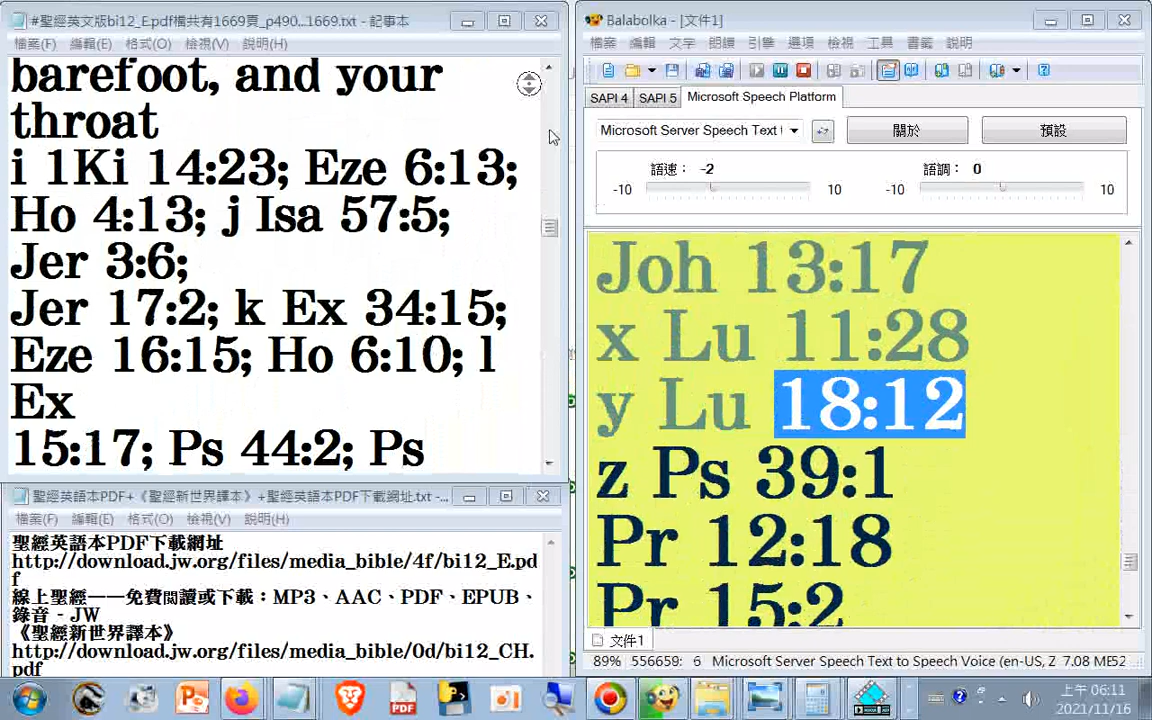 #聖經英文版bi12_E.pdf檔共有1669頁_p490...1669.txt - 記事本
檔案(F) 編輯(E) 格式(O) 檢視(V) 說明(H)
barefoot, and your
throat
i 1Ki 14:23; Eze 6:13;
Ho 4:13; j Isa 57:5;
Jer 3:6;
Jer 17:2; k Ex 34:15;
Eze 16:15; Ho 6:10; l
Ex
15:17; Ps 44:2; Ps
聖經英語本PDF+《聖經新世界譯本》+聖經英語本PDF下載網址.txt -...
檔案(F) 編輯(E) 格式(O) 檢視(V) 說明(H)
聖經英語本PDF下載網址
http://download.jw.org/files/media_bible/4f/bi12_E.pd
f
線上聖經——免費閱讀或下載：MP3、AAC、PDF、EPUB、
錄音 - JW
《聖經新世界譯本》
http://download.jw.org/files/media_bible/0d/bi12_CH.
pdf
Balabolka - [文件1]
檔案 編輯 文字 朗讀 引擎 選項 檢視 工具 書籤 說明
SAPI 4 SAPI 5 Microsoft Speech Platform
Microsoft Server Speech Text 關於 預設
語速： -2 語調： 0
-10 10 -10 10
Joh 13:17
x Lu 11:28
y Lu 18:12
z Ps 39:1
Pr 12:18
Pr 15:2
文件1
89% 556659: 6 Microsoft Server Speech Text to Speech Voice (en-US, Z 7.08 ME52
上午 06:11
2021/11/16